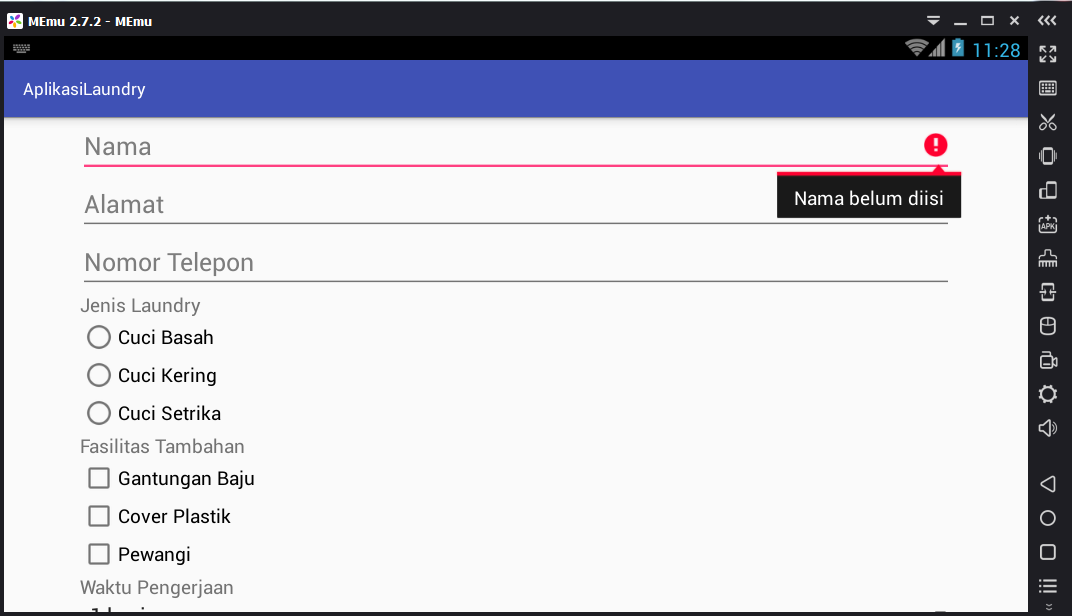 MEmu 2.7.2 - MEmu
11:28
AplikasiLaundry
Nama
Nama belum diisi
Alamat
Nomor Telepon
Jenis Laundry
Cuci Basah
Cuci Kering
Cuci Setrika
Fasilitas Tambahan
Gantungan Baju
Cover Plastik
Pewangi
Waktu Pengerjaan
APK